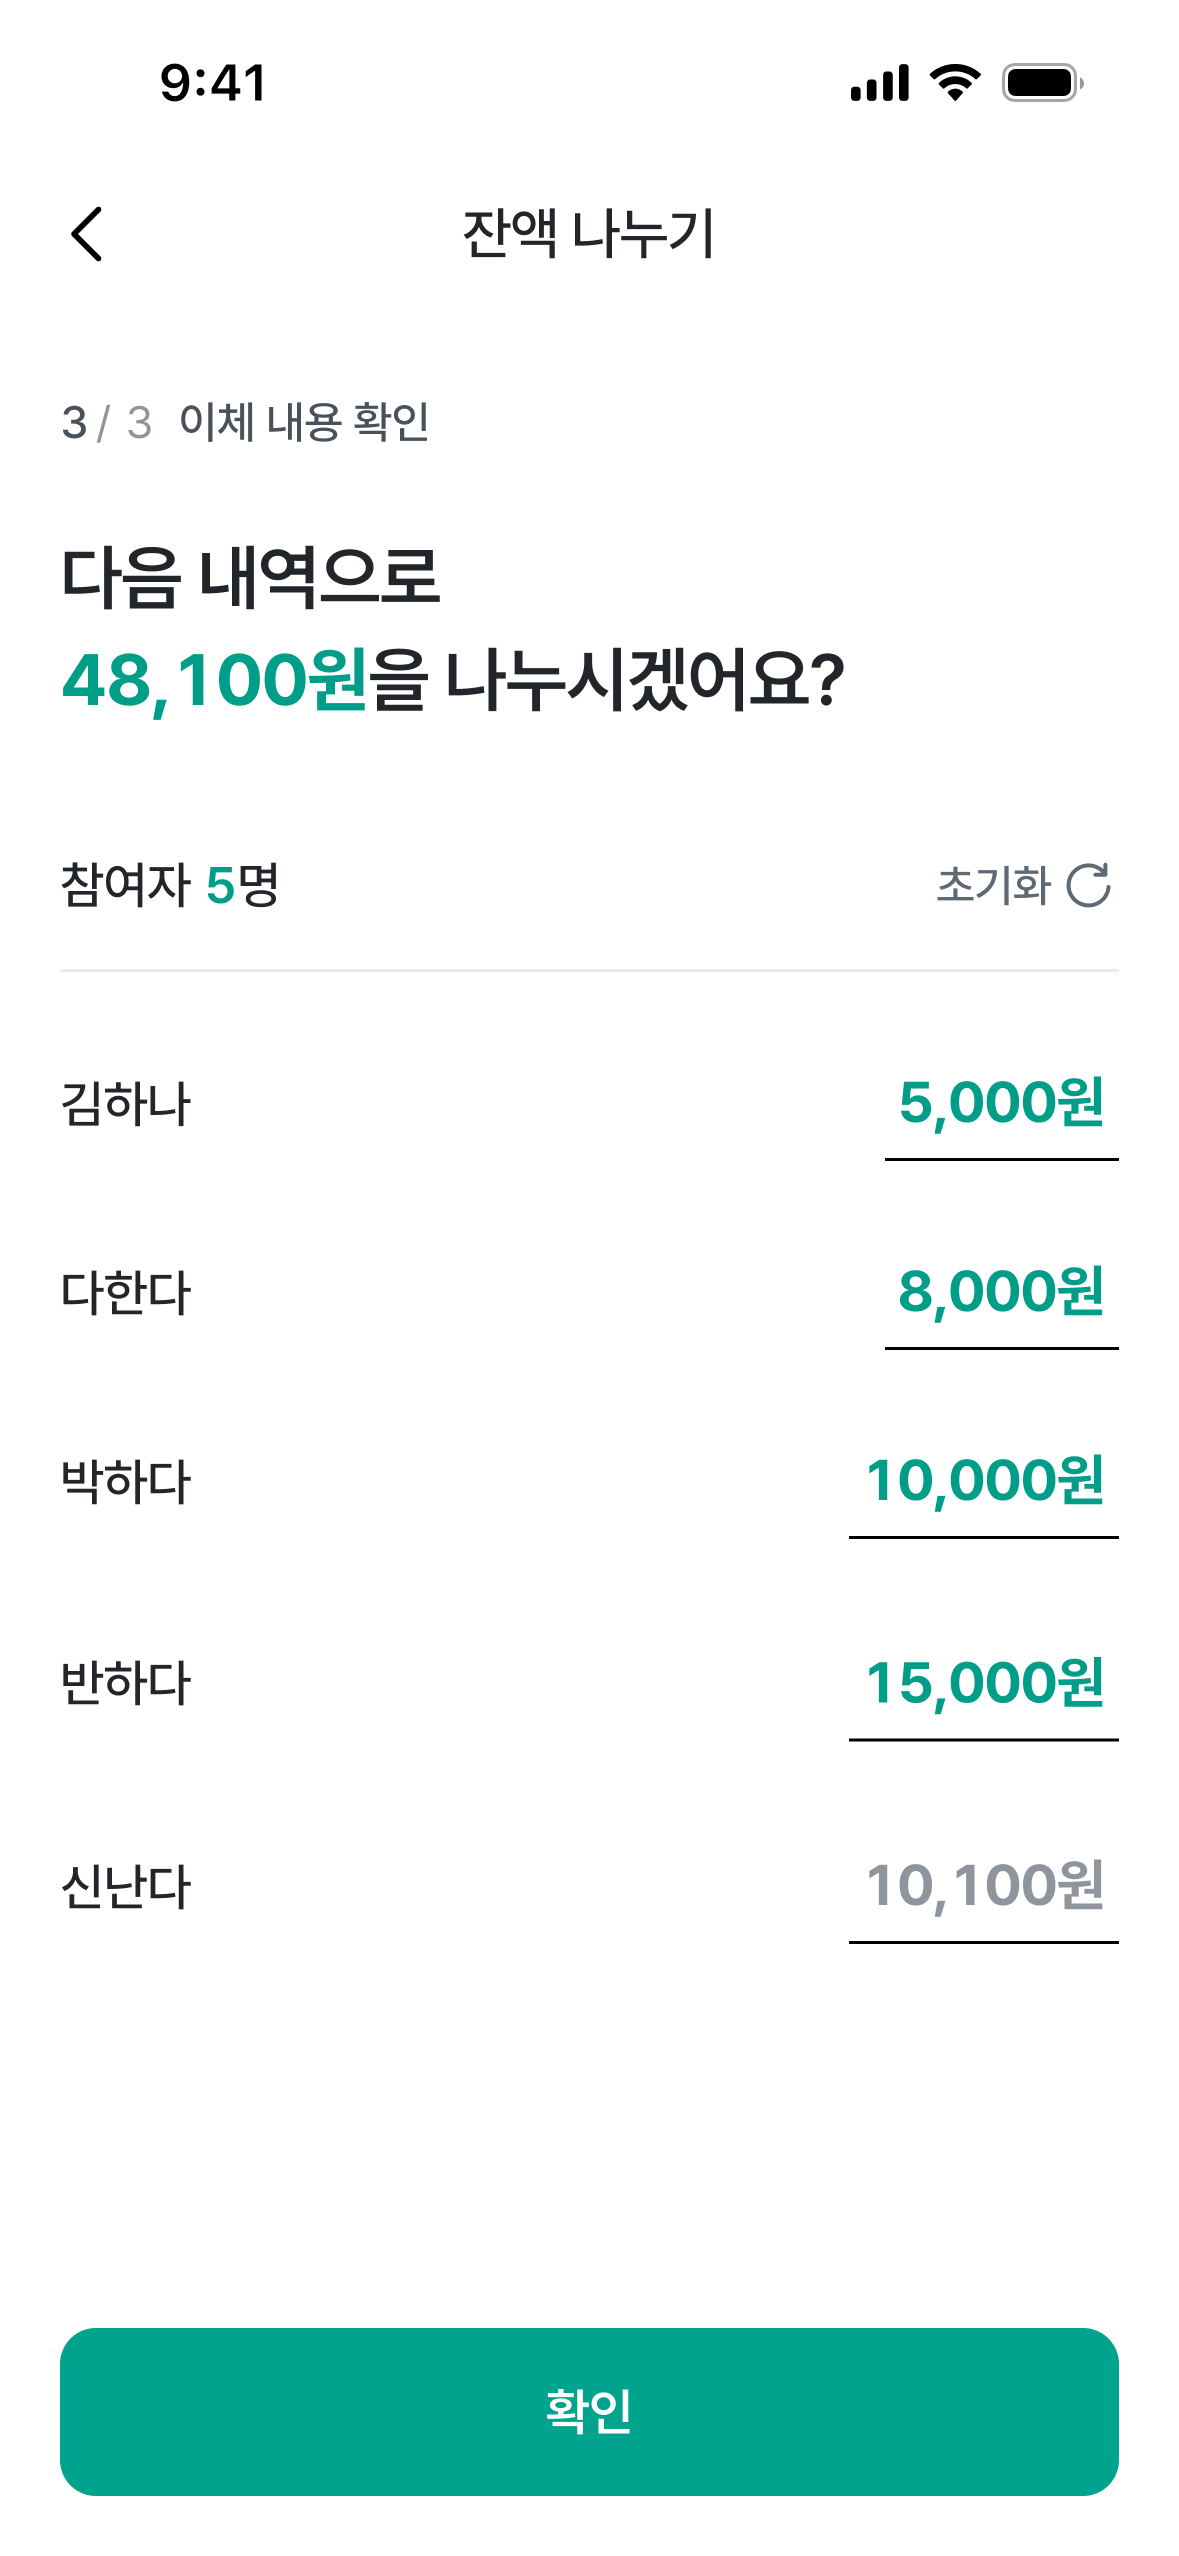 9:41
잔액 나누기
3 / 3 이체 내용 확인
다음 내역으로
48,100원을 나누시겠어요?
참여자 5명 초기화
김하나 5,000원
다한다 8,000원
박하다 10,000원
반하다 15,000원
신난다 10,100원
확인